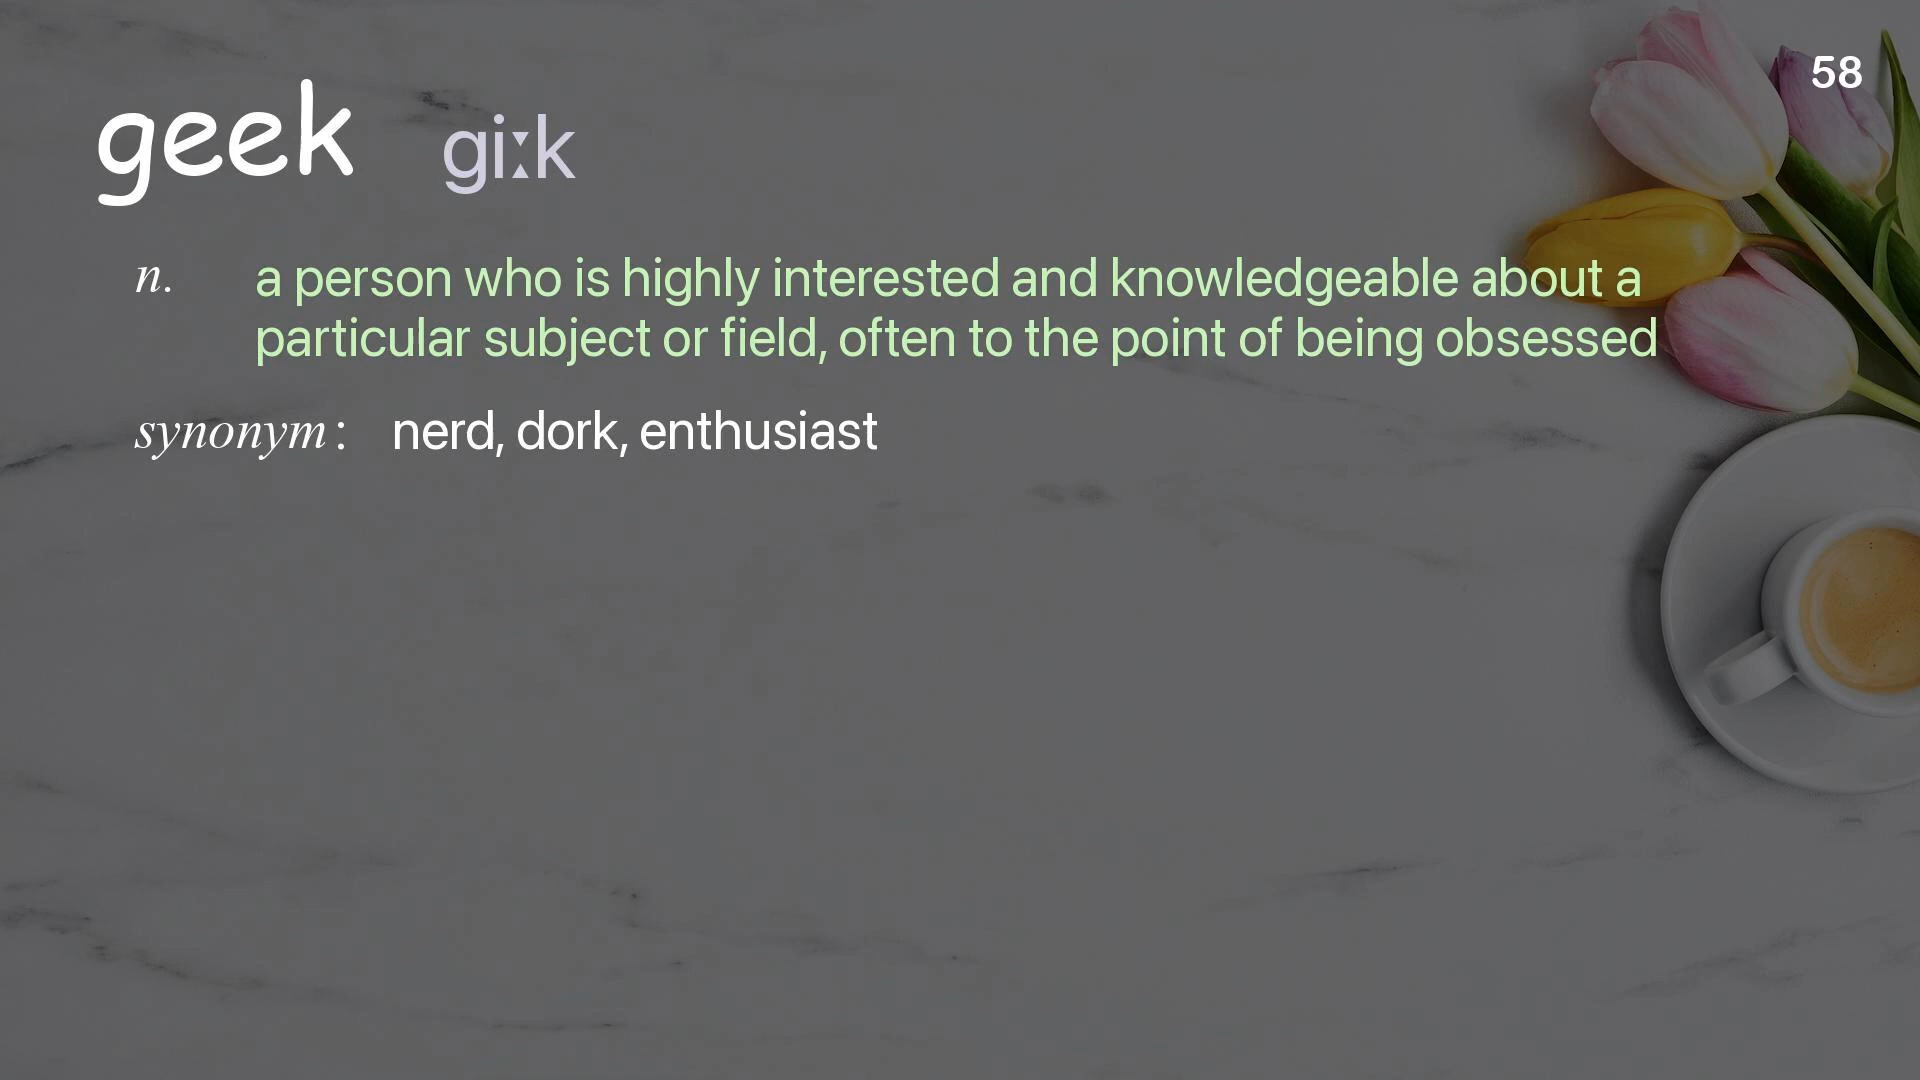 58
geek giːk
n. a person who is highly interested and knowledgeable about a
particular subject or field, often to the point of being obsessed
synonym: nerd, dork, enthusiast